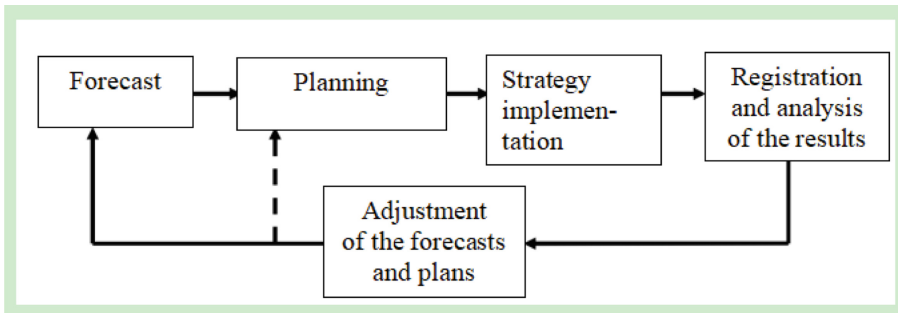 Forecast
Planning
Strategy
implemen-
tation
Registration
and analysis
of the results
Adjustment
of the forecasts
and plans